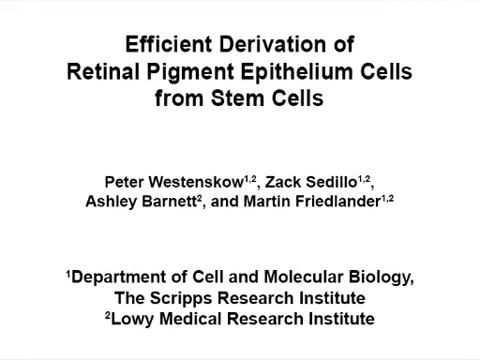 Efficient Derivation of
Retinal Pigment Epithelium Cells
from Stem Cells
Peter Westenskow¹,², Zack Sedillo¹,²,
Ashley Barnett², and Martin Friedlander¹,²
¹Department of Cell and Molecular Biology,
The Scripps Research Institute
²Lowy Medical Research Institute